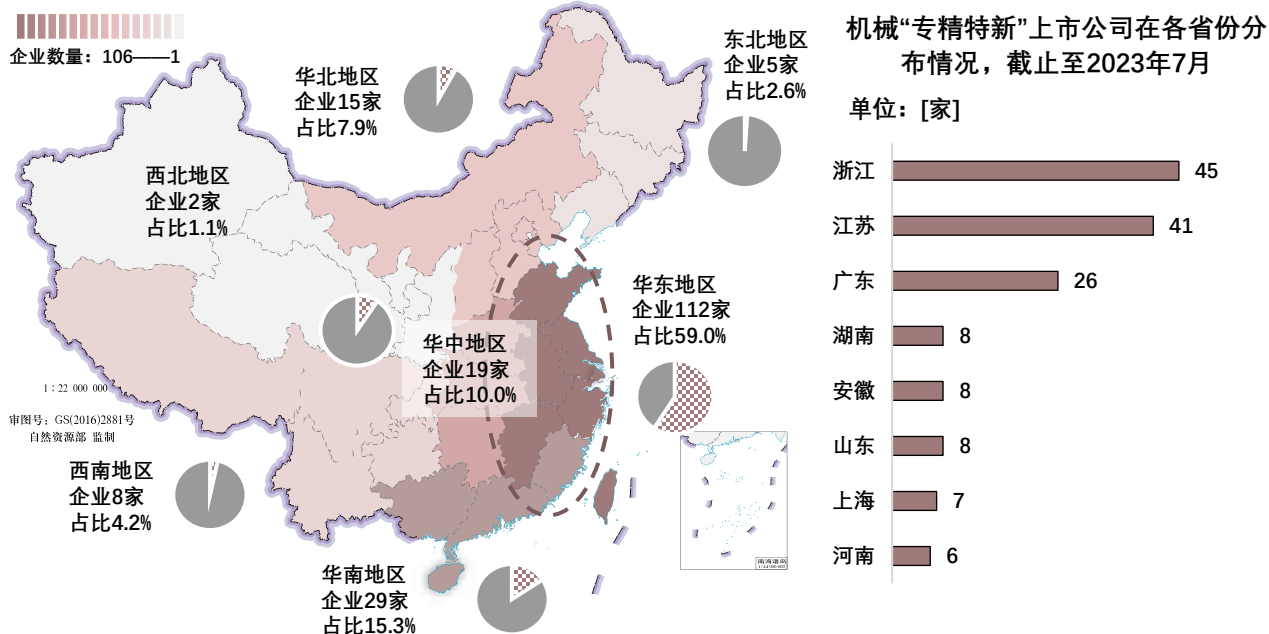 企业数量：106——1
华北地区
企业15家
占比7.9%
东北地区
企业5家
占比2.6%
西北地区
企业2家
占比1.1%
华东地区
企业112家
占比59.0%
华中地区
企业19家
占比10.0%
1：22 000 000
审图号：GS(2016)2881号
自然资源部 监制
西南地区
企业8家
占比4.2%
华南地区
企业29家
占比15.3%
南海诸岛
1:44 000 000
机械“专精特新”上市公司在各省份分
布情况，截止至2023年7月
单位：[家]
浙江 45
江苏 41
广东 26
湖南 8
安徽 8
山东 8
上海 7
河南 6